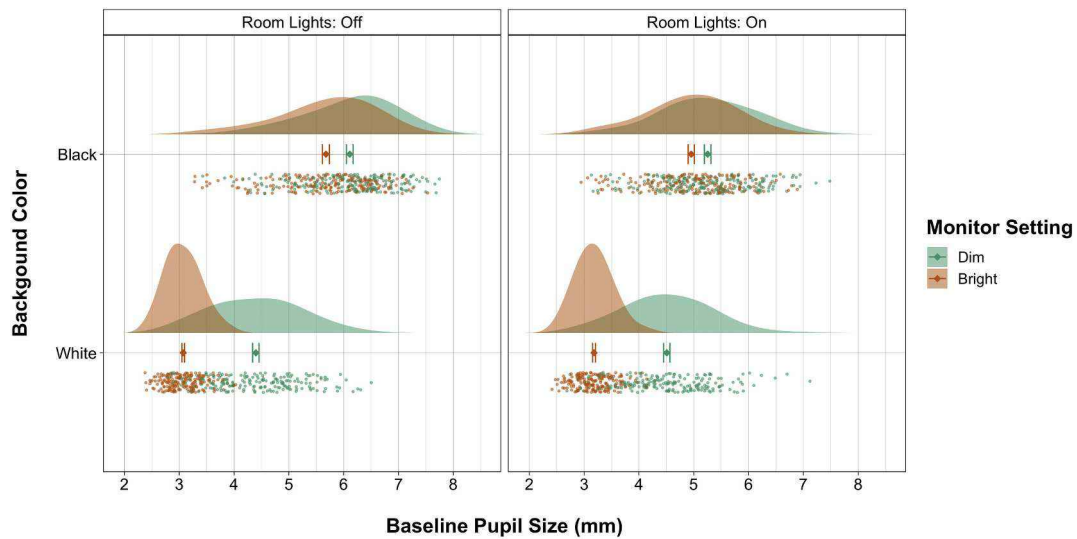 Room Lights: Off
Room Lights: On
Backgound Color
Black
White
2 3 4 5 6 7 8
2 3 4 5 6 7 8
Baseline Pupil Size (mm)
Monitor Setting
Dim
Bright